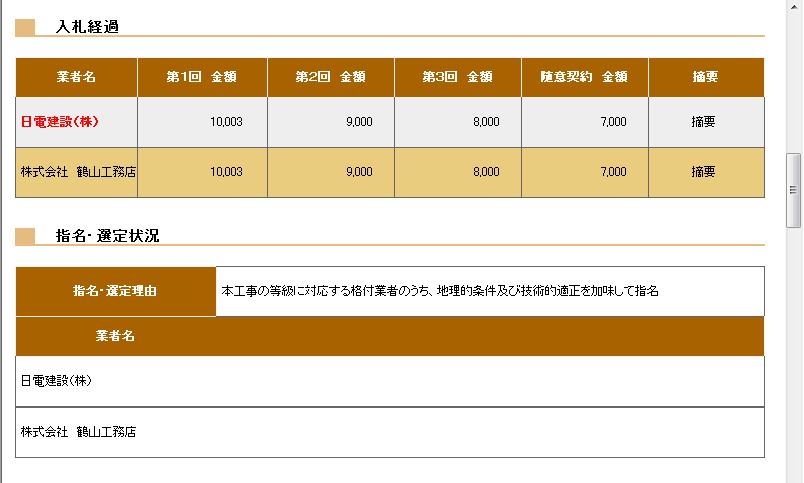 入札経過
業者名 第1回 金額 第2回 金額 第3回 金額 随意契約 金額 摘要
日電建設(株) 10,003 9,000 8,000 7,000 摘要
株式会社 鶴山工務店 10,003 9,000 8,000 7,000 摘要
指名・選定状況
指名・選定理由 本工事の等級に対応する格付業者のうち、地理的条件及び技術的適正を加味して指名
業者名
日電建設(株)
株式会社 鶴山工務店